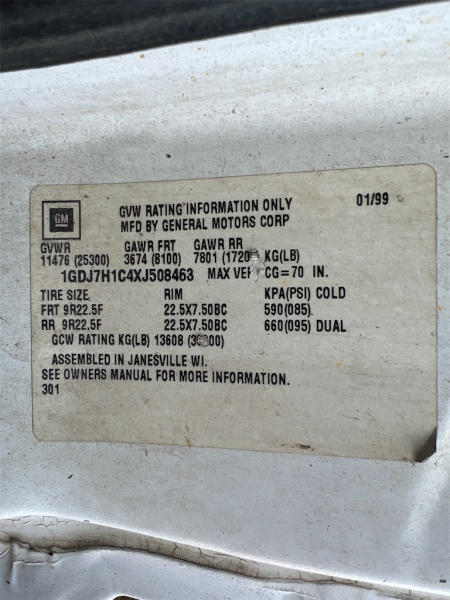 GM
GVW RATING INFORMATION ONLY 01/99
MFD BY GENERAL MOTORS CORP
GVWR GAWR FRT GAWR RR
11476 (25300) 3674 (8100) 7801 KG(LB)
1GDJ7H1C4XJ508463 MAX CG=70 IN.
TIRE SIZE RIM KPA(PSI) COLD
FRT 9R22.5F 22.5X7.50BC 590(085)
RR 9R22.5F 22.5X7.50BC 660(095) DUAL
GCW RATING KG(LB) 13608
ASSEMBLED IN JANESVILLE WI.
SEE OWNERS MANUAL FOR MORE INFORMATION.
301